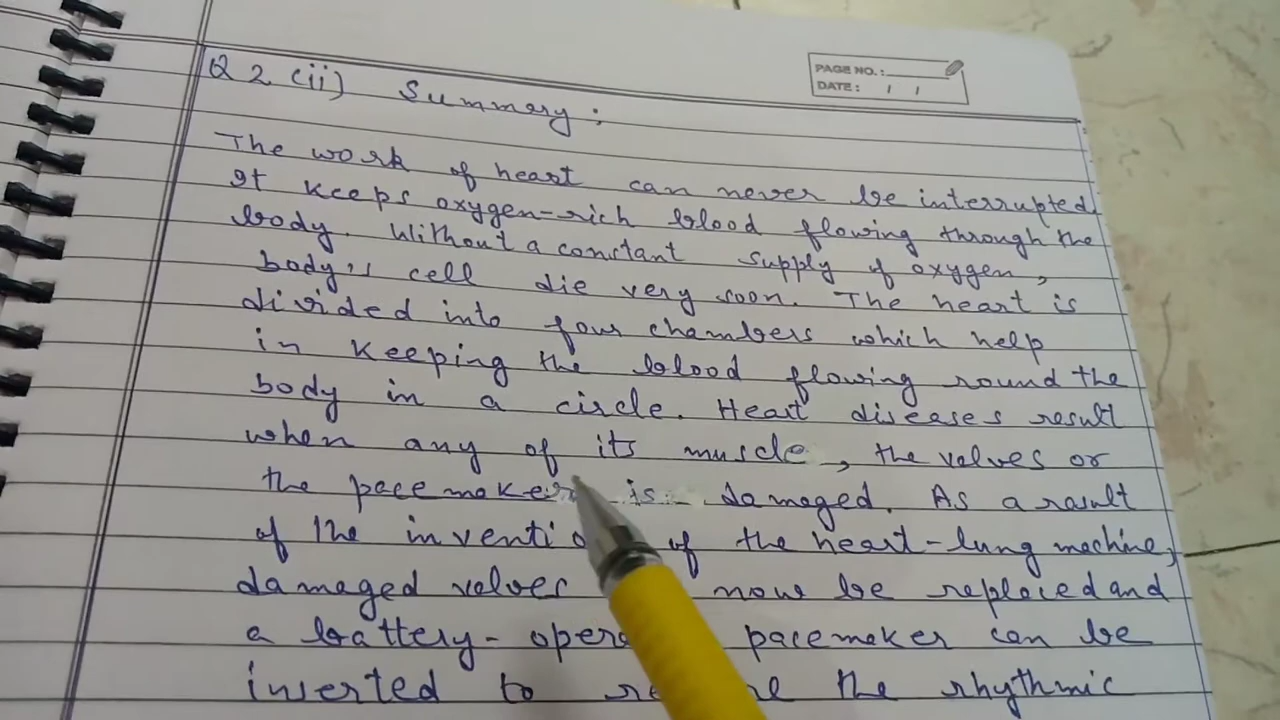 PAGE NO.:
DATE: / /
Q 2 (ii) Summary:
The work of heart can never be interrupted.
It keeps oxygen-rich blood flowing through the
body. Without a constant supply of oxygen,
body's cell die very soon. The heart is
divided into four chambers which help
in keeping the blood flowing round the
body in a circle. Heart diseases result
when any of its muscle, the valves or
the pacemaker is damaged. As a result
of the of the heart-lung machine,
damaged valves now be replaced and
a battery- pacemaker can be
inserted to the rhythmic